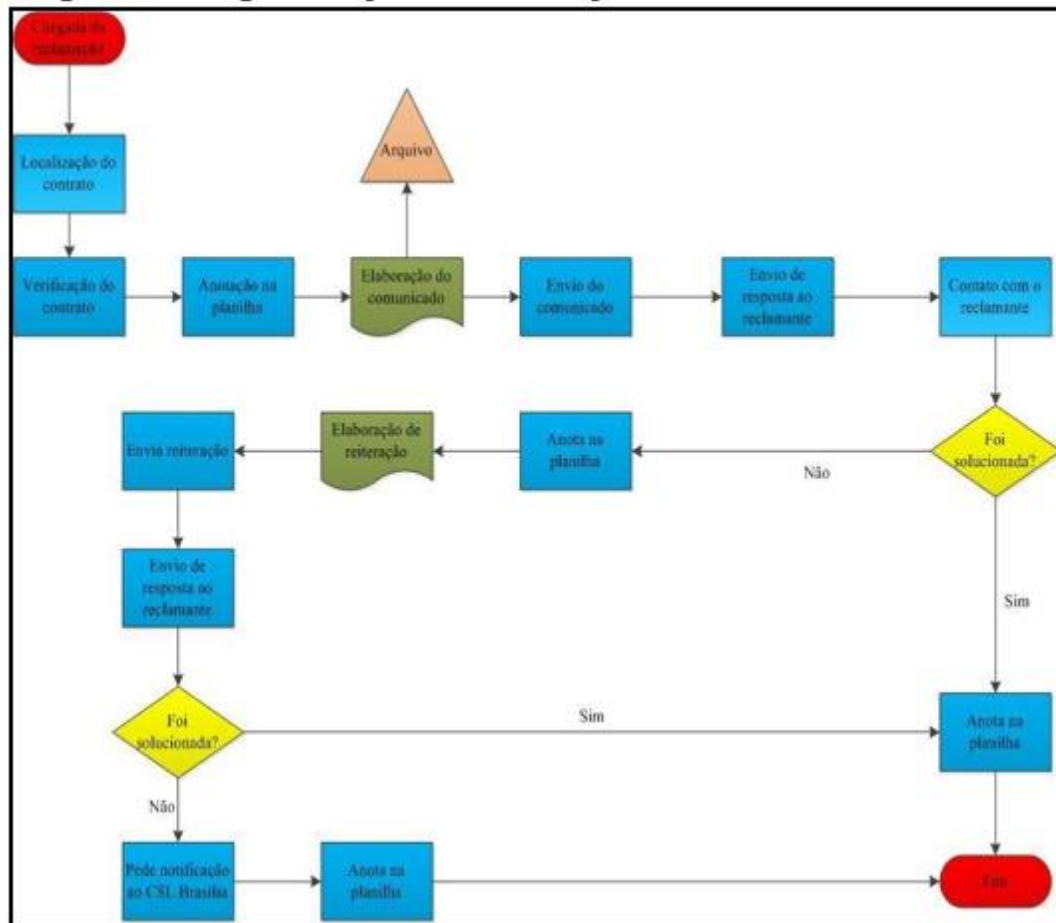 Chegada da
reclamação
Localização do
contrato
Arquivo
Verificação do
contrato
Anotação na
planilha
Elaboração do
comunicado
Envio do
comunicado
Envio de
resposta ao
reclamante
Contato com o
reclamante
Foi
solucionada?
Não
Anota na
planilha
Elaboração de
reiteração
Envia reiteração
Envio de
resposta ao
reclamante
Sim
Foi
solucionada?
Sim
Anota na
planilha
Não
Pede notificação
ao CSL Brasília
Anota na
planilha
Fim